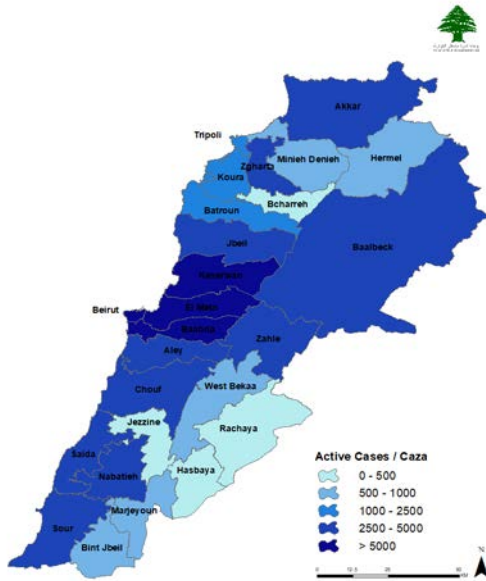 Akkar
Tripoli
Zgharta
Minieh Denieh
Hermel
Koura
Bcharreh
Batroun
Jbeil
Baalbeck
Kesrwan
Beirut
El Metn
Baabda
Zahle
Aley
Chouf
West Bekaa
Jezzine
Rachaya
Saida
Nabatieh
Hasbaya
Sour
Marjeyoun
Bint Jbeil
Active Cases / Caza
0 - 500
500 - 1000
1000 - 2500
2500 - 5000
> 5000
N